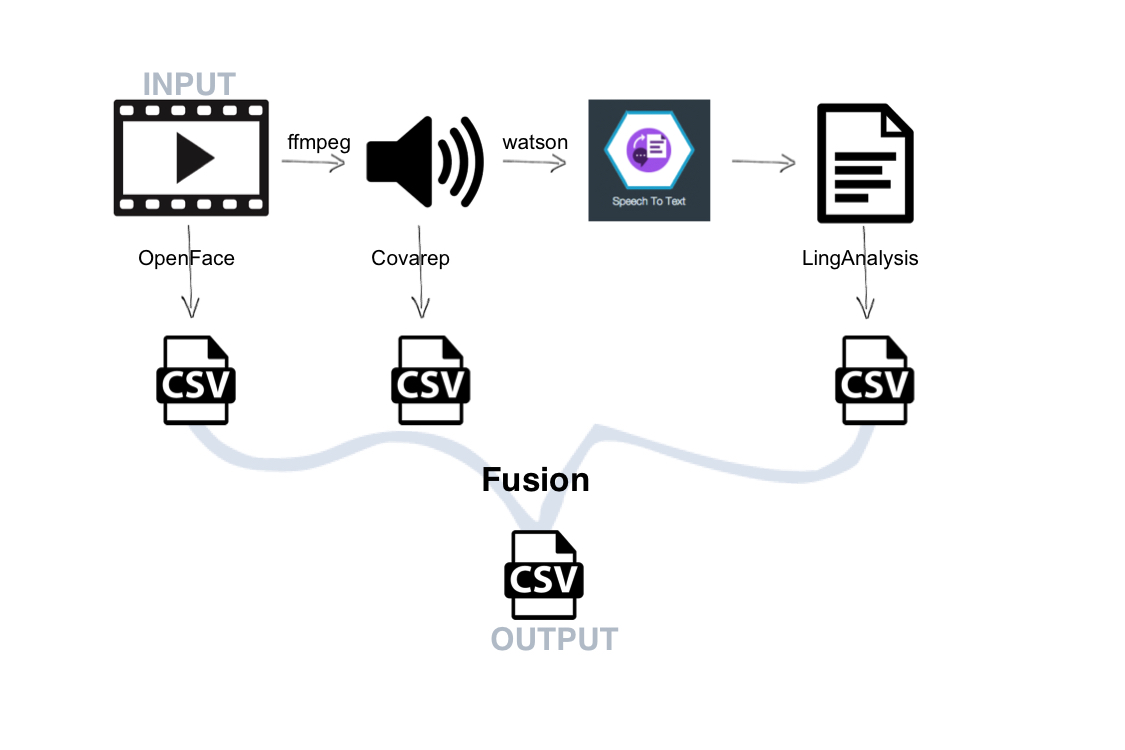 INPUT
ffmpeg
watson
Speech To Text
OpenFace
Covarep
LingAnalysis
CSV
CSV
CSV
Fusion
CSV
OUTPUT